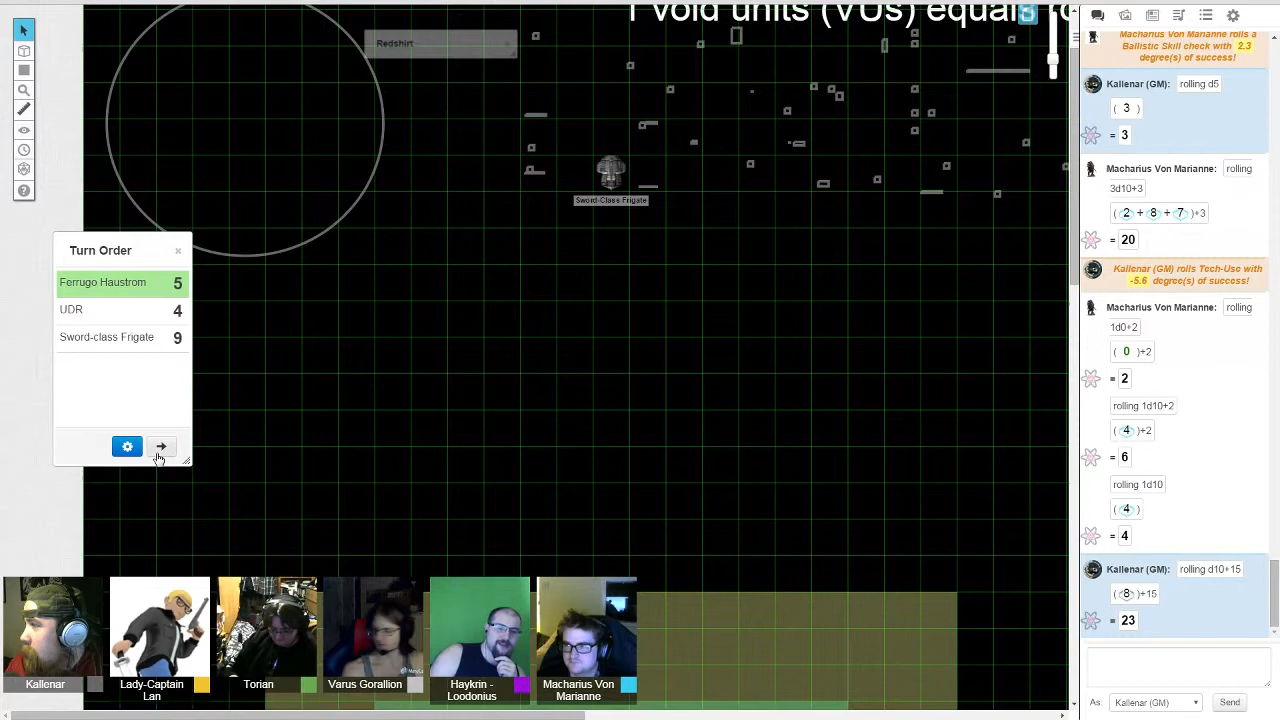 1 void units (VUs) equals
Redshirt
Sword-Class Frigate
Turn Order
×
Ferrugo Haustrom 5
UDR 4
Sword-class Frigate 9
Kallenar
Lady-Captain
Lan
Torian
Varus Gorallion
Haykrin -
Loodonius
Macharius Von
Marianne
Macharius Von Marianne rolls a
Ballistic Skill check with 2.3
degree(s) of success!
Kallenar (GM): rolling d5
( 3 )
= 3
Macharius Von Marianne: rolling
3d10+3
( 2 + 8 + 7 )+3
= 20
Kallenar (GM) rolls Tech-Use with
-5.6 degree(s) of success!
Macharius Von Marianne: rolling
1d0+2
( 0 )+2
= 2
rolling 1d10+2
( 4 )+2
= 6
rolling 1d10
( 4 )
= 4
Kallenar (GM): rolling d10+15
( 8 )+15
= 23
As: Kallenar (GM) Send